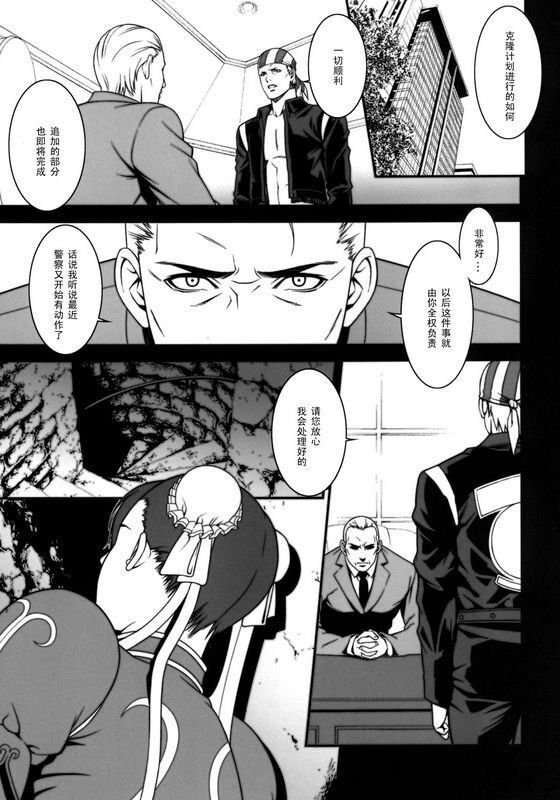 克隆计划进行的如何
一切顺利
追加的部分
也即将完成
非常好...
以后这件事就
由你全权负责
话说我听说最近
警察又开始有动作了
请您放心
我会处理好的